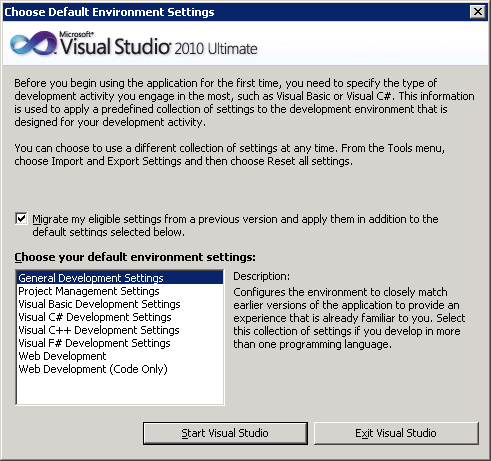 Choose Default Environment Settings
Microsoft®
Visual Studio 2010 Ultimate
Before you begin using the application for the first time, you need to specify the type of
development activity you engage in the most, such as Visual Basic or Visual C#. This information
is used to apply a predefined collection of settings to the development environment that is
designed for your development activity.
You can choose to use a different collection of settings at any time. From the Tools menu,
choose Import and Export Settings and then choose Reset all settings.
Migrate my eligible settings from a previous version and apply them in addition to the
default settings selected below.
Choose your default environment settings:
General Development Settings
Project Management Settings
Visual Basic Development Settings
Visual C# Development Settings
Visual C++ Development Settings
Visual F# Development Settings
Web Development
Web Development (Code Only)
Description:
Configures the environment to closely match
earlier versions of the application to provide an
experience that is already familiar to you. Select
this collection of settings if you develop in more
than one programming language.
Start Visual Studio
Exit Visual Studio